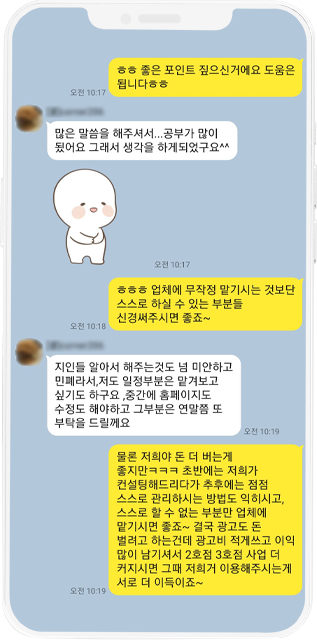 ㅎㅎ 좋은 포인트 짚으신거에요 도움은
됩니다ㅎㅎ
오전 10:17
많은 말씀을 해주셔서...공부가 많이
됬어요 그래서 생각을 하게되었구요^^
오전 10:17
ㅎㅎㅎ 업체에 무작정 맡기시는 것보단
스스로 하실 수 있는 부분들
신경써주시면 좋죠~
오전 10:18
지인들 알아서 해주는것도 넘 미안하고
민폐라서,저도 일정부분은 맡겨보고
싶기도 하구요 ,중간에 홈페이지도
수정도 해야하고 그부분은 연말쯤 또
부탁을 드릴께요
오전 10:19
물론 저희야 돈 더 버는게
좋지만ㅋㅋㅋ 초반에는 저희가
컨설팅해드리다가 추후에는 점점
스스로 관리하시는 방법도 익히시고,
스스로 할 수 없는 부분만 업체에
맡기시면 좋죠~ 결국 광고도 돈
벌려고 하는건데 광고비 적게쓰고 이익
많이 남기셔서 2호점 3호점 사업 더
커지시면 그때 저희거 이용해주시는게
서로 더 이득이죠~
오전 10:19